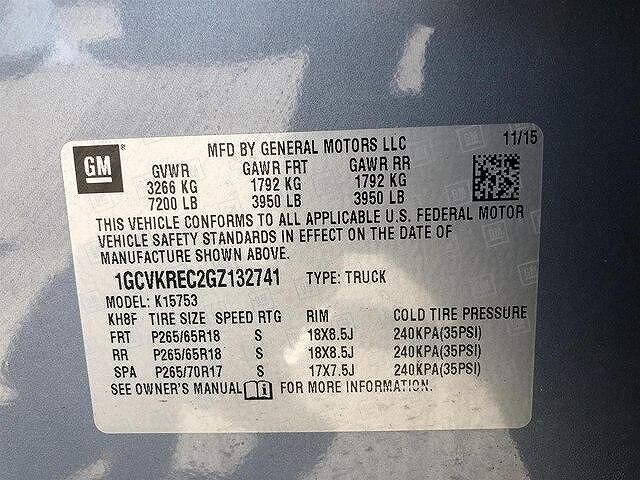 GM ® MFD BY GENERAL MOTORS LLC 11/15
GVWR GAWR FRT GAWR RR
3266 KG 1792 KG 1792 KG
7200 LB 3950 LB 3950 LB
THIS VEHICLE CONFORMS TO ALL APPLICABLE U.S. FEDERAL MOTOR
VEHICLE SAFETY STANDARDS IN EFFECT ON THE DATE OF
MANUFACTURE SHOWN ABOVE.
1GCVKREC2GZ132741 TYPE: TRUCK
MODEL: K15753
KH8F TIRE SIZE SPEED RTG RIM COLD TIRE PRESSURE
FRT P265/65R18 S 18X8.5J 240KPA(35PSI)
RR P265/65R18 S 18X8.5J 240KPA(35PSI)
SPA P265/70R17 S 17X7.5J 240KPA(35PSI)
SEE OWNER'S MANUAL FOR MORE INFORMATION.